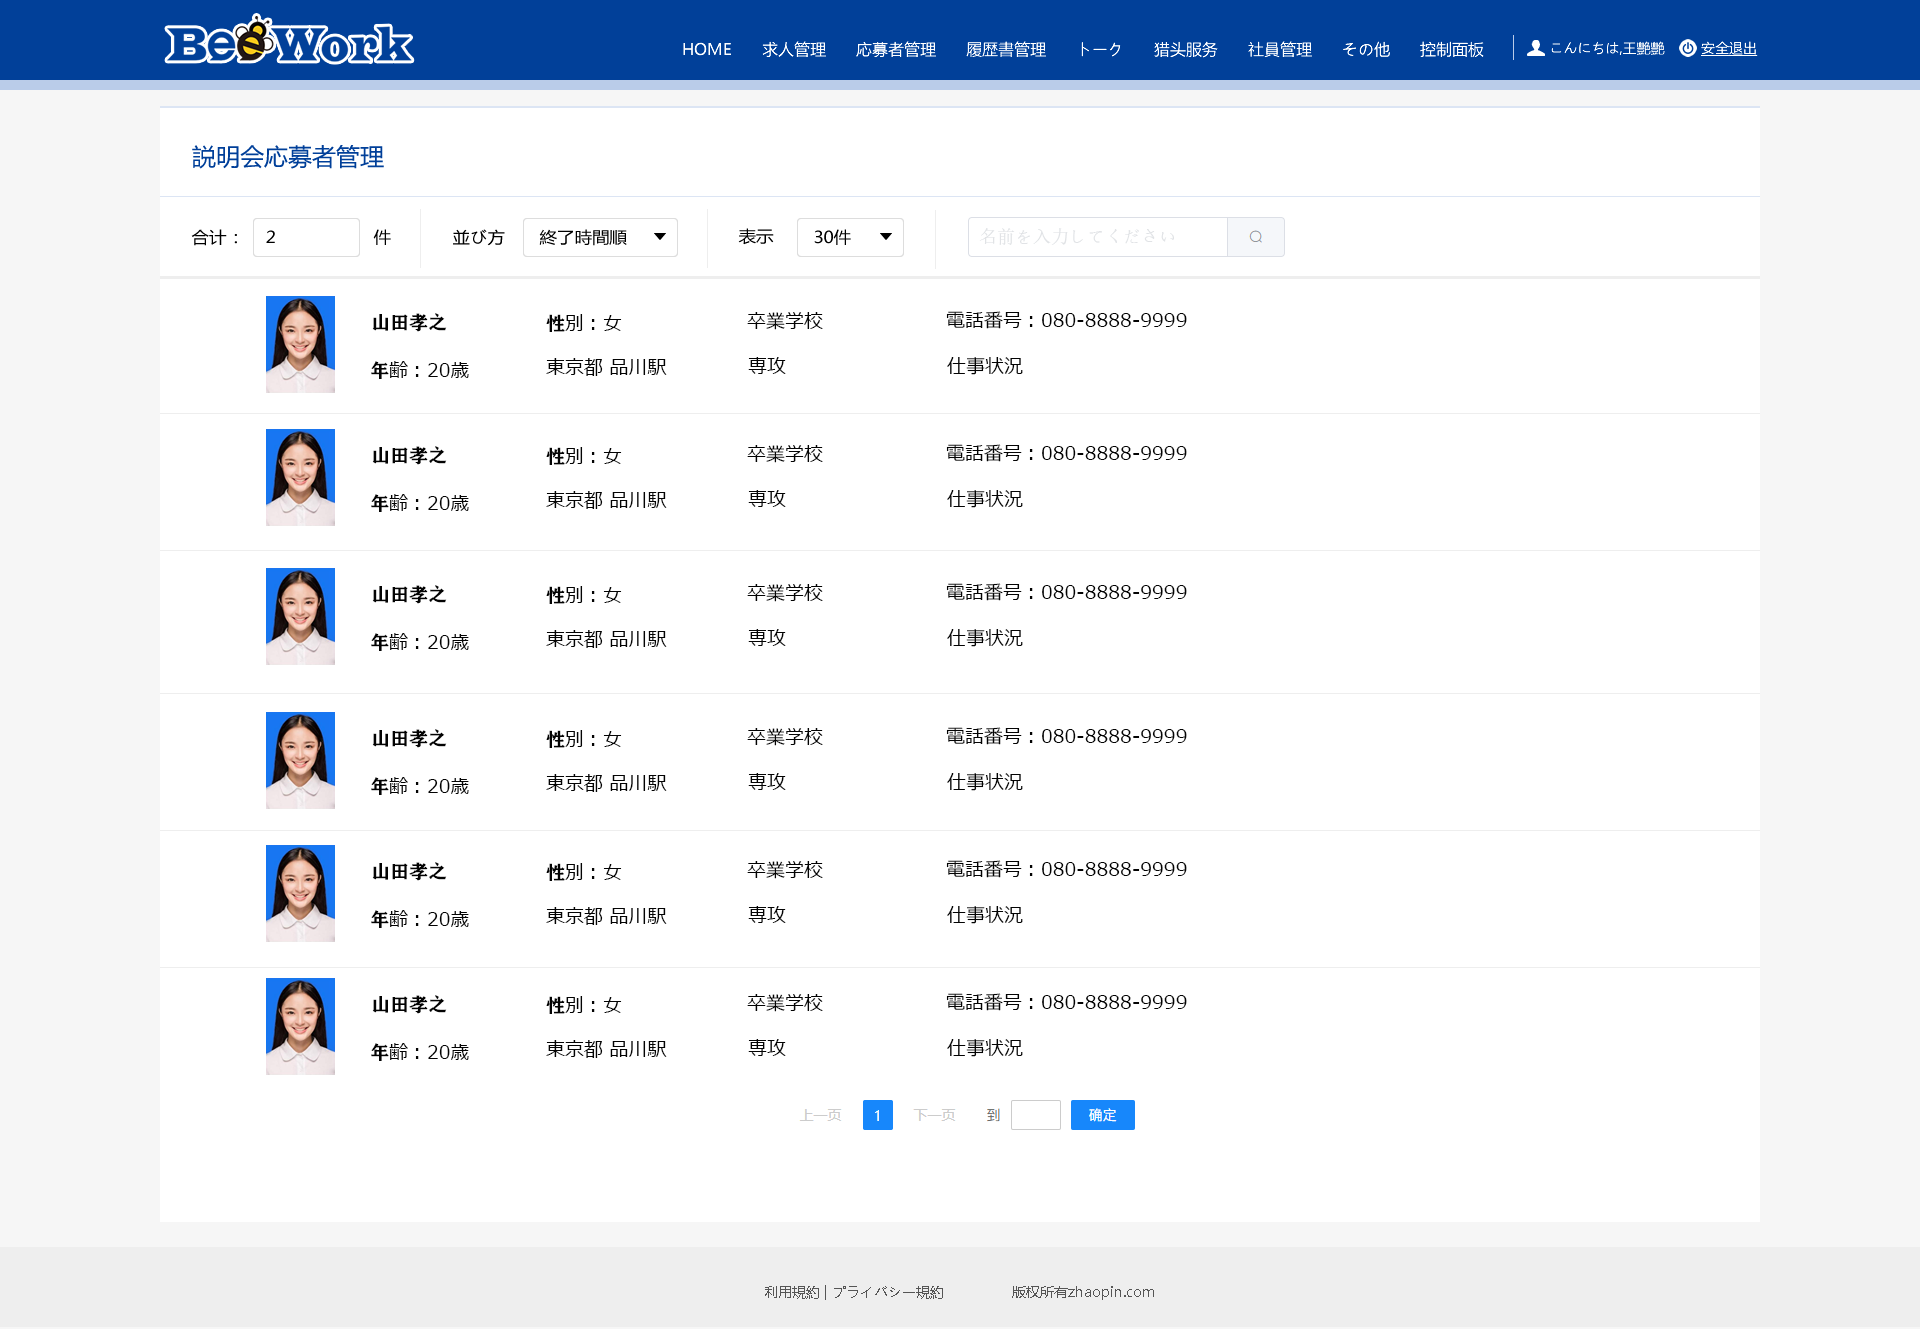 BeeWork
HOME 求人管理 応募者管理 履歴書管理 トーク 猎头服务 社員管理 その他 控制面板 こんにちは,王艷艷 安全退出
説明会応募者管理
合计： 2 件 並び方 終了時間順 表示 30件 名前を入力してください
山田孝之 性別：女 卒業学校 電話番号：080-8888-9999
年齢：20歳 東京都 品川駅 専攻 仕事状況
山田孝之 性別：女 卒業学校 電話番号：080-8888-9999
年齢：20歳 東京都 品川駅 専攻 仕事状況
山田孝之 性別：女 卒業学校 電話番号：080-8888-9999
年齢：20歳 東京都 品川駅 専攻 仕事状況
山田孝之 性別：女 卒業学校 電話番号：080-8888-9999
年齢：20歳 東京都 品川駅 専攻 仕事状況
山田孝之 性別：女 卒業学校 電話番号：080-8888-9999
年齢：20歳 東京都 品川駅 専攻 仕事状況
山田孝之 性別：女 卒業学校 電話番号：080-8888-9999
年齢：20歳 東京都 品川駅 専攻 仕事状況
上一页 1 下一页 到 确定
利用規約 | プライバシー規約 版权所有zhaopin.com